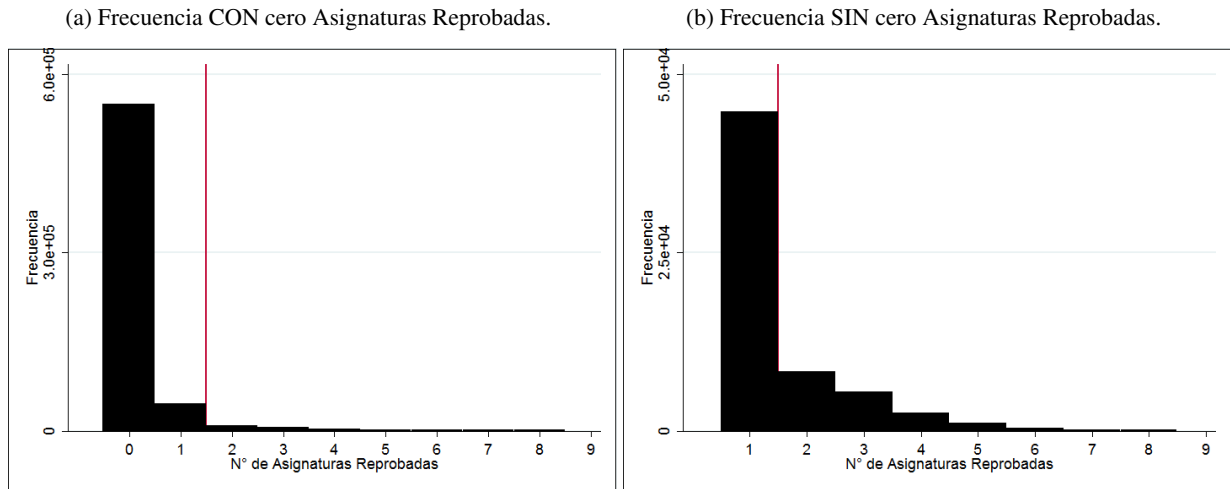 (a) Frecuencia CON cero Asignaturas Reprobadas.
6.0e+05
3.0e+05
0
Frecuencia
0 1 2 3 4 5 6 7 8 9
N° de Asignaturas Reprobadas
(b) Frecuencia SIN cero Asignaturas Reprobadas.
5.0e+04
2.5e+04
0
Frecuencia
1 2 3 4 5 6 7 8 9
N° de Asignaturas Reprobadas